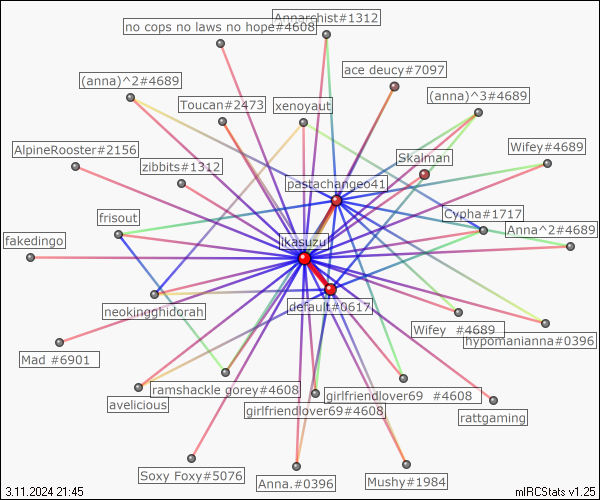 Annarchist#1312
no cops no laws no hope#4608
ace deucy#7097
(anna)^2#4689
(anna)^3#4689
Toucan#2473
xenoyaut
AlpineRooster#2156
Wifey#4689
zibbits#1312
Skalman
pastachangeo41
frisout
Cypha#1717
Anna^2#4689
fakedingo
ikasuzu
neokingghidorah
default#0617
Wifey  #4689
hypomanianna#0396
Mad #6901
ramshackle gorey#4608
girlfriendlover69  #4608
avelicious
girlfriendlover69#4608
rattgaming
Soxy Foxy#5076
Anna.#0396
Mushy#1984
3.11.2024 21:45
mIRCStats v1.25